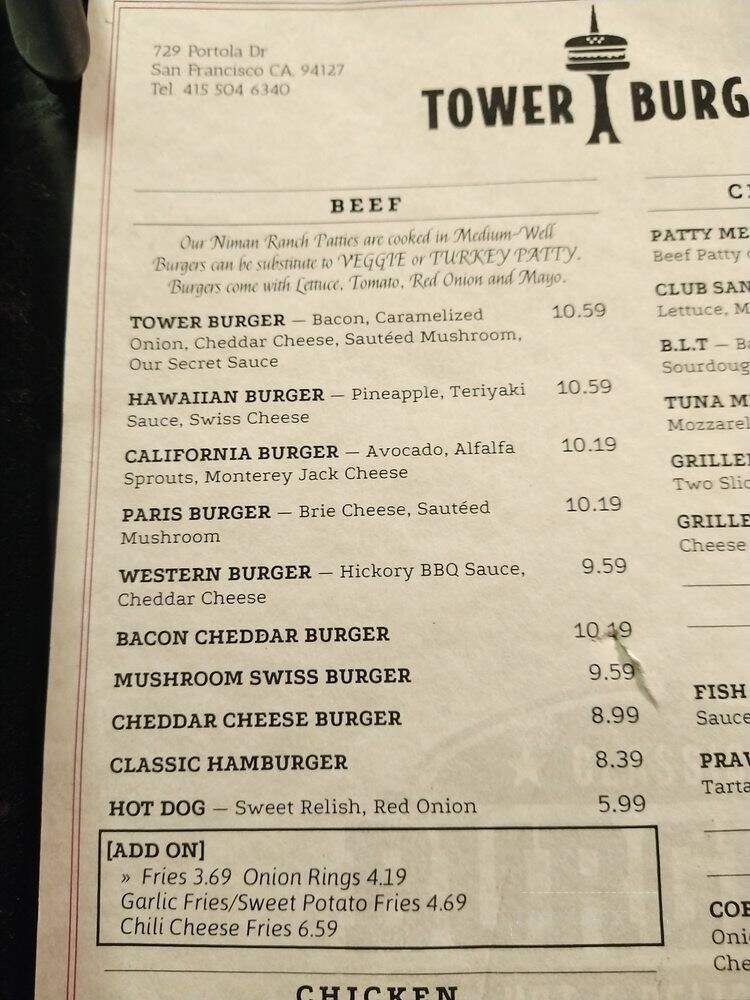 729 Portola Dr
San Francisco CA, 94127
Tel. 415 504 6340
TOWER BURG
BEEF
Our Niman Ranch Patties are cooked in Medium-Well
Burgers can be substitute to VEGGIE or TURKEY PATTY.
Burgers come with Lettuce, Tomato, Red Onion and Mayo.
TOWER BURGER — Bacon, Caramelized 10.59
Onion, Cheddar Cheese, Sautéed Mushroom,
Our Secret Sauce
HAWAIIAN BURGER — Pineapple, Teriyaki 10.59
Sauce, Swiss Cheese
CALIFORNIA BURGER — Avocado, Alfalfa 10.19
Sprouts, Monterey Jack Cheese
PARIS BURGER — Brie Cheese, Sautéed 10.19
Mushroom
WESTERN BURGER — Hickory BBQ Sauce, 9.59
Cheddar Cheese
BACON CHEDDAR BURGER 10.19
MUSHROOM SWISS BURGER 9.59
CHEDDAR CHEESE BURGER 8.99
CLASSIC HAMBURGER 8.39
HOT DOG — Sweet Relish, Red Onion 5.99
[ADD ON]
» Fries 3.69 Onion Rings 4.19
Garlic Fries/Sweet Potato Fries 4.69
Chili Cheese Fries 6.59
CHICKEN
PATTY ME
Beef Patty
CLUB SAN
Lettuce, M
B.L.T — Ba
Sourdoug
TUNA M
Mozzarel
GRILLE
Two Slic
GRILLE
Cheese
FISH
Sauce
PRAW
Tarta
Oni
Che